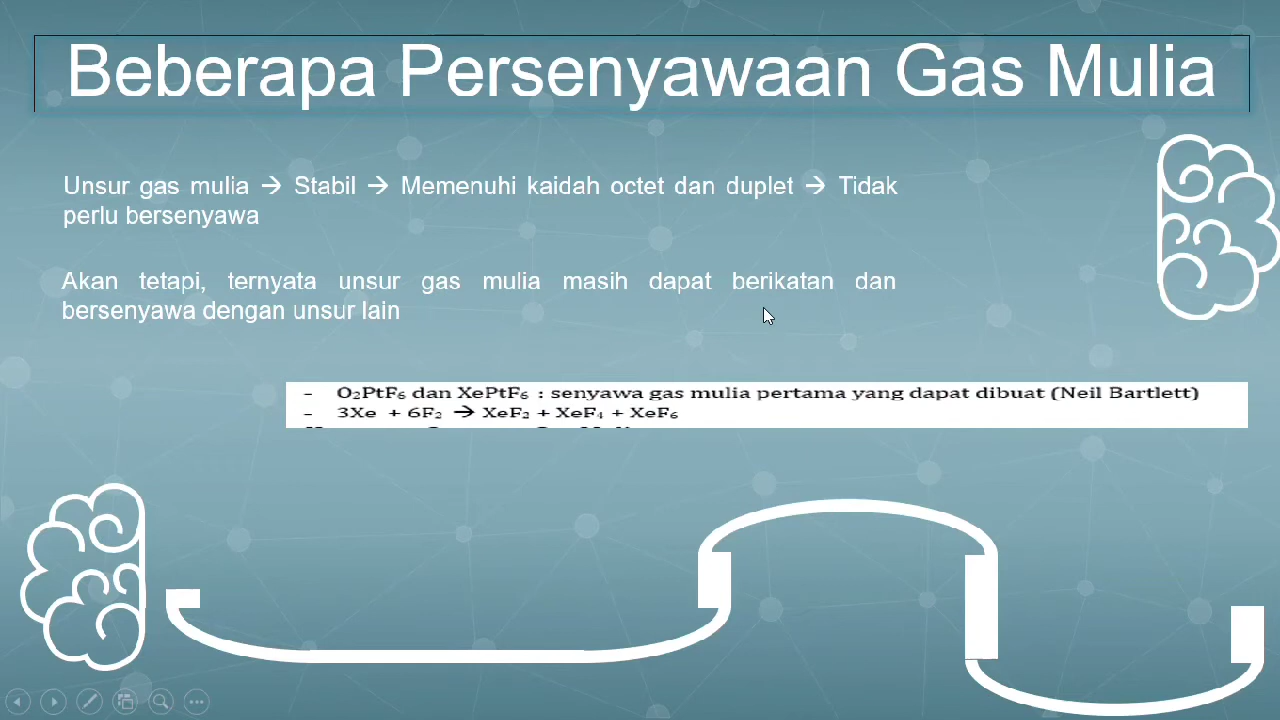 Beberapa Persenyawaan Gas Mulia
Unsur gas mulia → Stabil → Memenuhi kaidah octet dan duplet → Tidak
perlu bersenyawa
Akan tetapi, ternyata unsur gas mulia masih dapat berikatan dan
bersenyawa dengan unsur lain
- O₂PtF₆ dan XePtF₆ : senyawa gas mulia pertama yang dapat dibuat (Neil Bartlett)
- 3Xe + 6F₂ → XeF₂ + XeF₄ + XeF₆